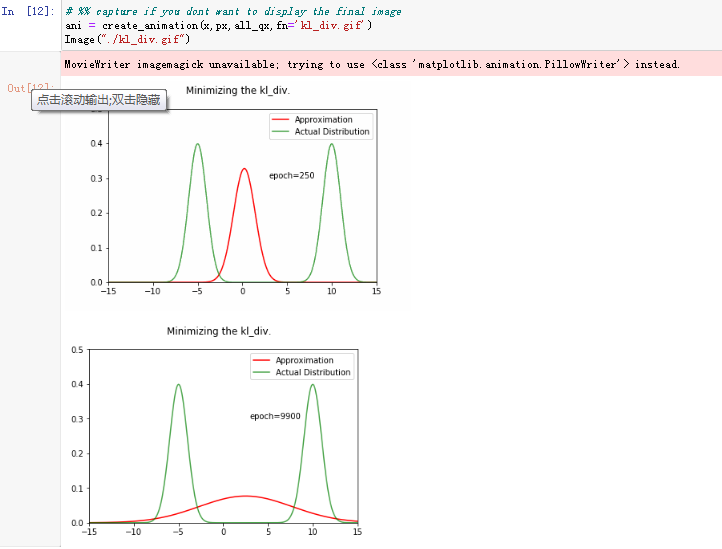 In [12]: # %% capture if you dont want to display the final image
ani = create_animation(x,px,all_qx,fn='kl_div.gif')
Image("./kl_div.gif")
MovieWriter imagemagick unavailable; trying to use <class 'matplotlib.animation.PillowWriter'> instead.
Out[12]:
点击滚动输出;双击隐藏
Minimizing the kl_div.
Approximation
Actual Distribution
0.4
epoch=250
0.3
0.2
0.1
0.0
−15 −10 −5 0 5 10 15
Minimizing the kl_div.
0.5
Approximation
Actual Distribution
0.4
epoch=9900
0.3
0.2
0.1
0.0
−15 −10 −5 0 5 10 15